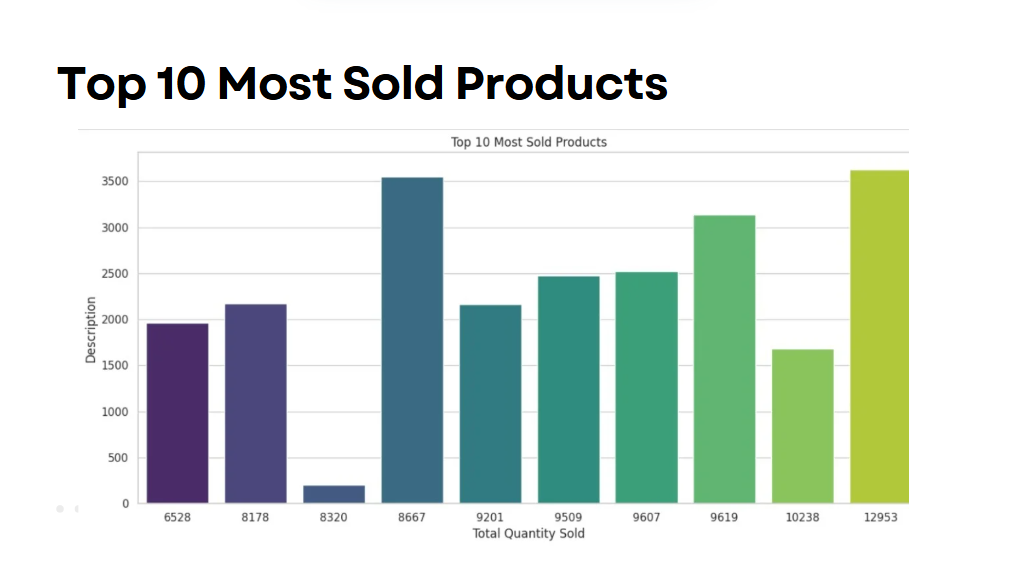 Top 10 Most Sold Products
Top 10 Most Sold Products
3500
3000
2500
2000
1500
1000
500
0
Description
6528 8178 8320 8667 9201 9509 9607 9619 10238 12953
Total Quantity Sold